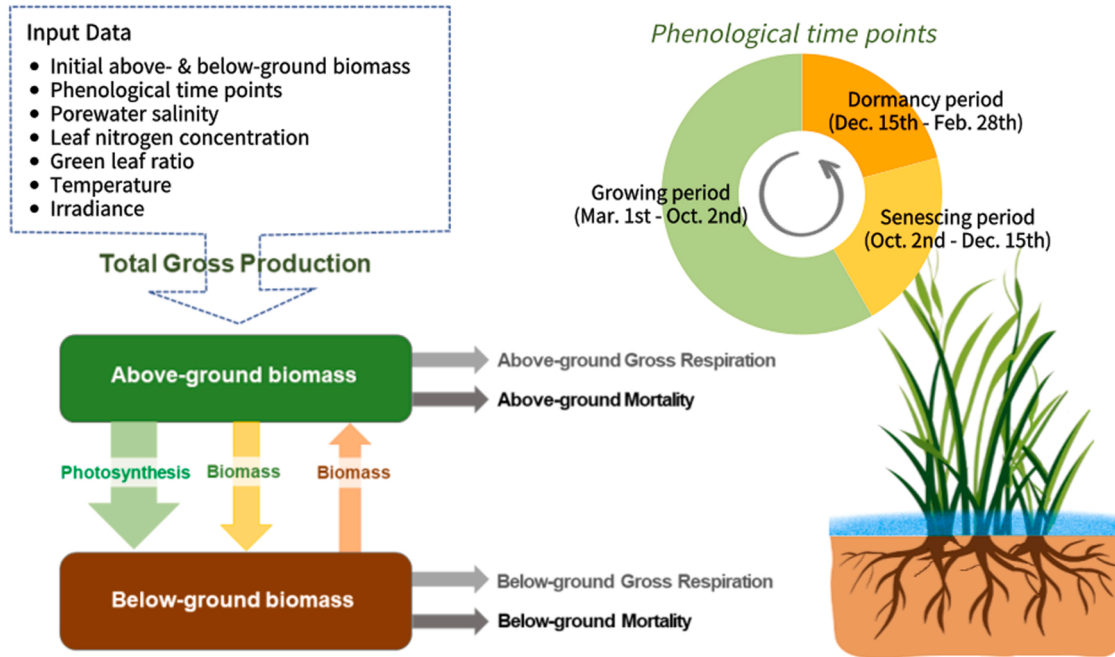 Input Data
• Initial above- & below-ground biomass
• Phenological time points
• Porewater salinity
• Leaf nitrogen concentration
• Green leaf ratio
• Temperature
• Irradiance
Total Gross Production
Phenological time points
Dormancy period
(Dec. 15th - Feb. 28th)
Growing period
(Mar. 1st - Oct. 2nd)
Senescing period
(Oct. 2nd - Dec. 15th)
Above-ground biomass
Above-ground Gross Respiration
Above-ground Mortality
Photosynthesis
Biomass
Biomass
Below-ground biomass
Below-ground Gross Respiration
Below-ground Mortality